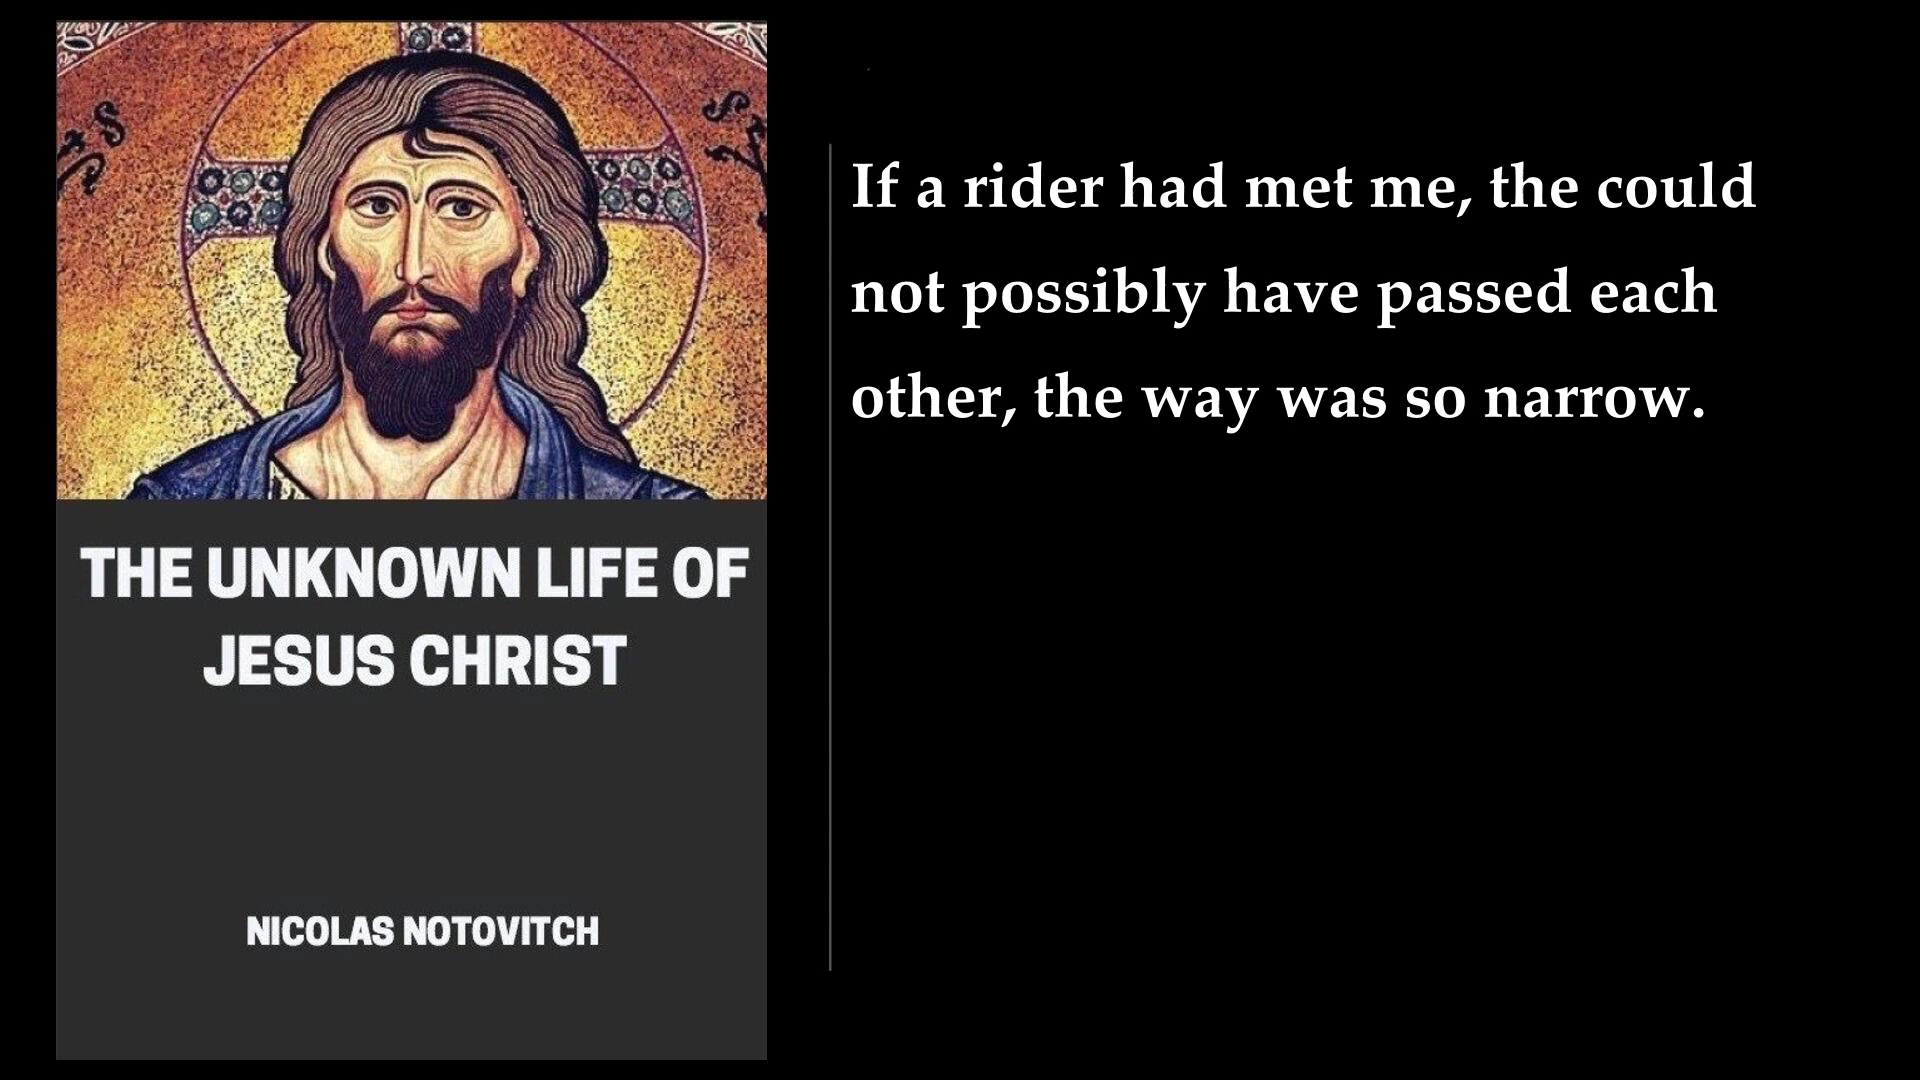 THE UNKNOWN LIFE OF
JESUS CHRIST
NICOLAS NOTOVITCH
If a rider had met me, the could
not possibly have passed each
other, the way was so narrow.